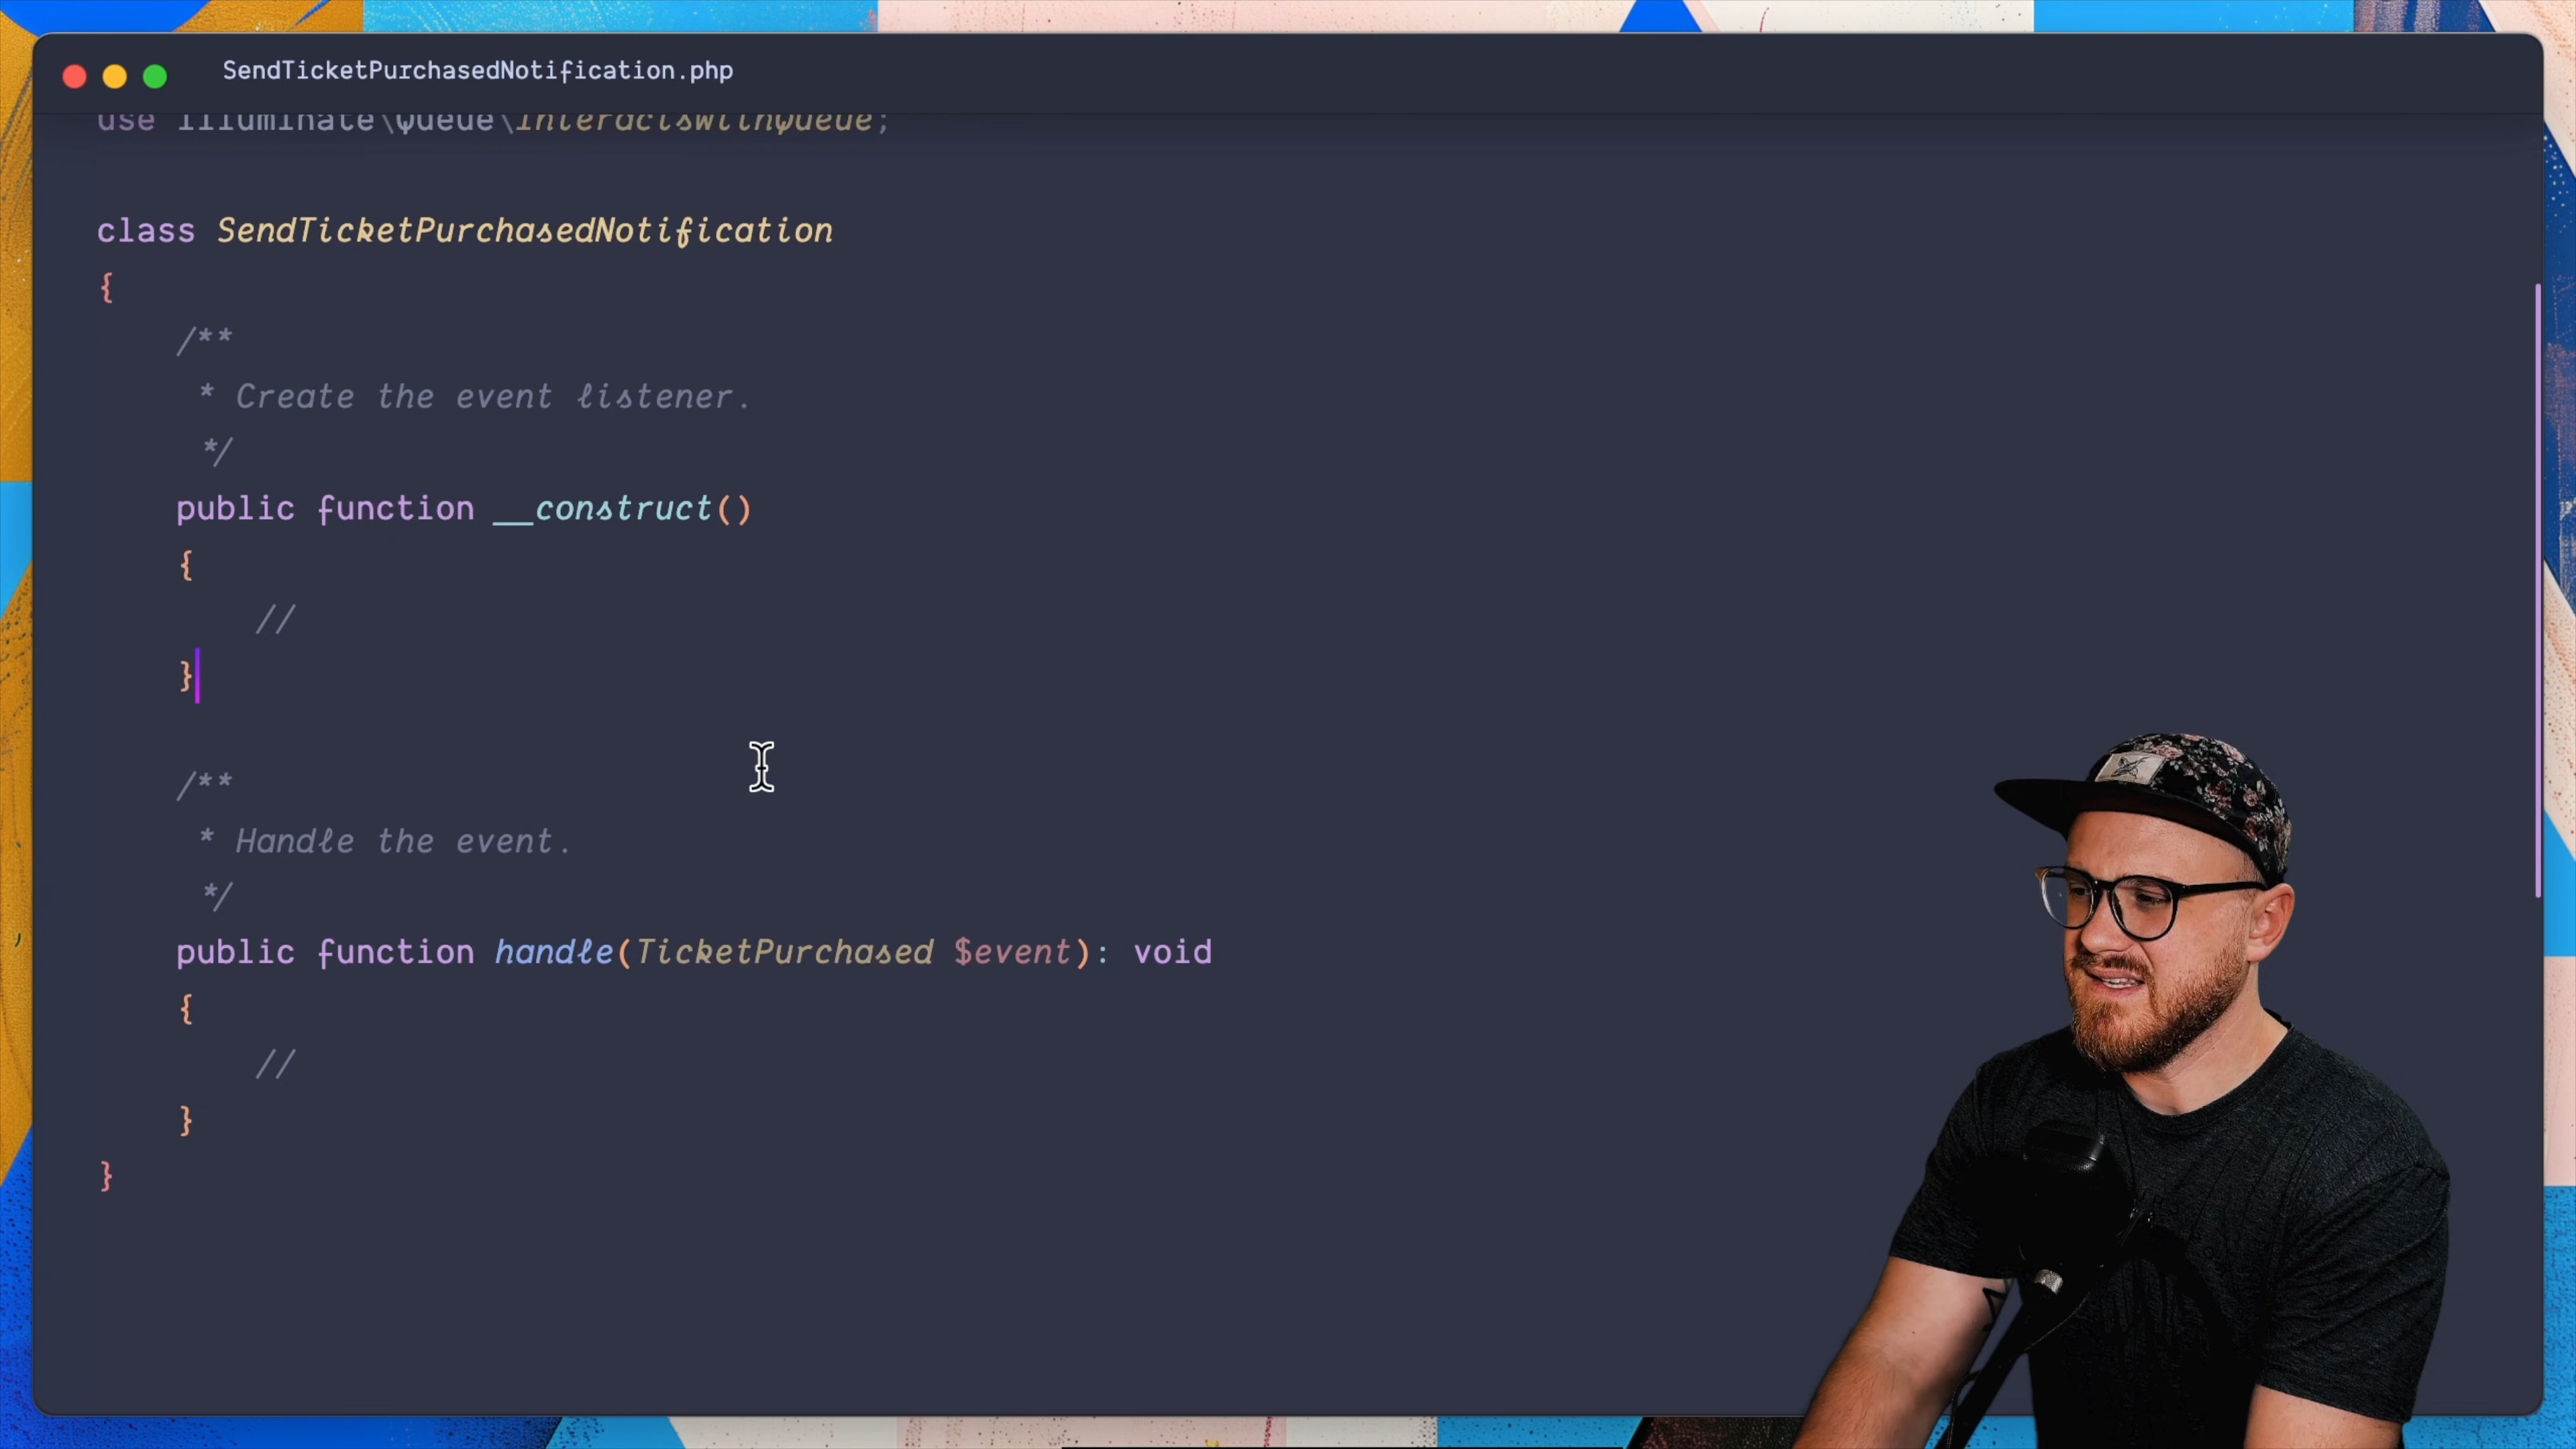 SendTicketPurchasedNotification.php
use Illuminate\Queue\InteractsWithQueue;
class SendTicketPurchasedNotification
{
/**
* Create the event listener.
*/
public function __construct()
{
//
}
/**
* Handle the event.
*/
public function handle(TicketPurchased $event): void
{
//
}
}